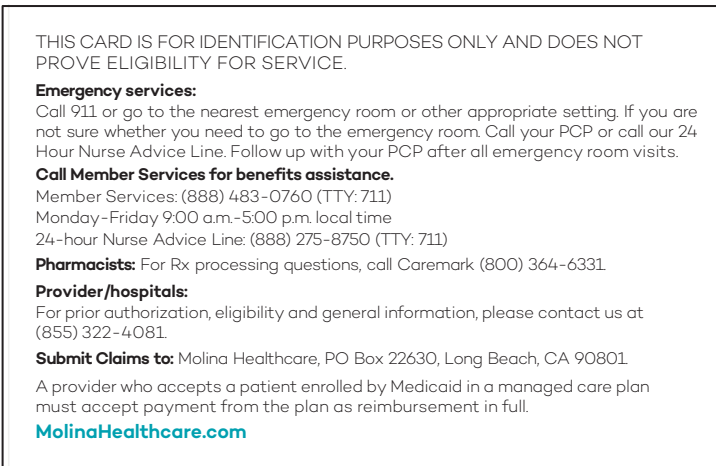 THIS CARD IS FOR IDENTIFICATION PURPOSES ONLY AND DOES NOT
PROVE ELIGIBILITY FOR SERVICE.
Emergency services:
Call 911 or go to the nearest emergency room or other appropriate setting. If you are
not sure whether you need to go to the emergency room. Call your PCP or call our 24
Hour Nurse Advice Line. Follow up with your PCP after all emergency room visits.
Call Member Services for benefits assistance.
Member Services: (888) 483-0760 (TTY: 711)
Monday-Friday 9:00 a.m.-5:00 p.m. local time
24-hour Nurse Advice Line: (888) 275-8750 (TTY: 711)
Pharmacists: For Rx processing questions, call Caremark (800) 364-6331.
Provider/hospitals:
For prior authorization, eligibility and general information, please contact us at
(855) 322-4081.
Submit Claims to: Molina Healthcare, PO Box 22630, Long Beach, CA 90801.
A provider who accepts a patient enrolled by Medicaid in a managed care plan
must accept payment from the plan as reimbursement in full.
MolinaHealthcare.com